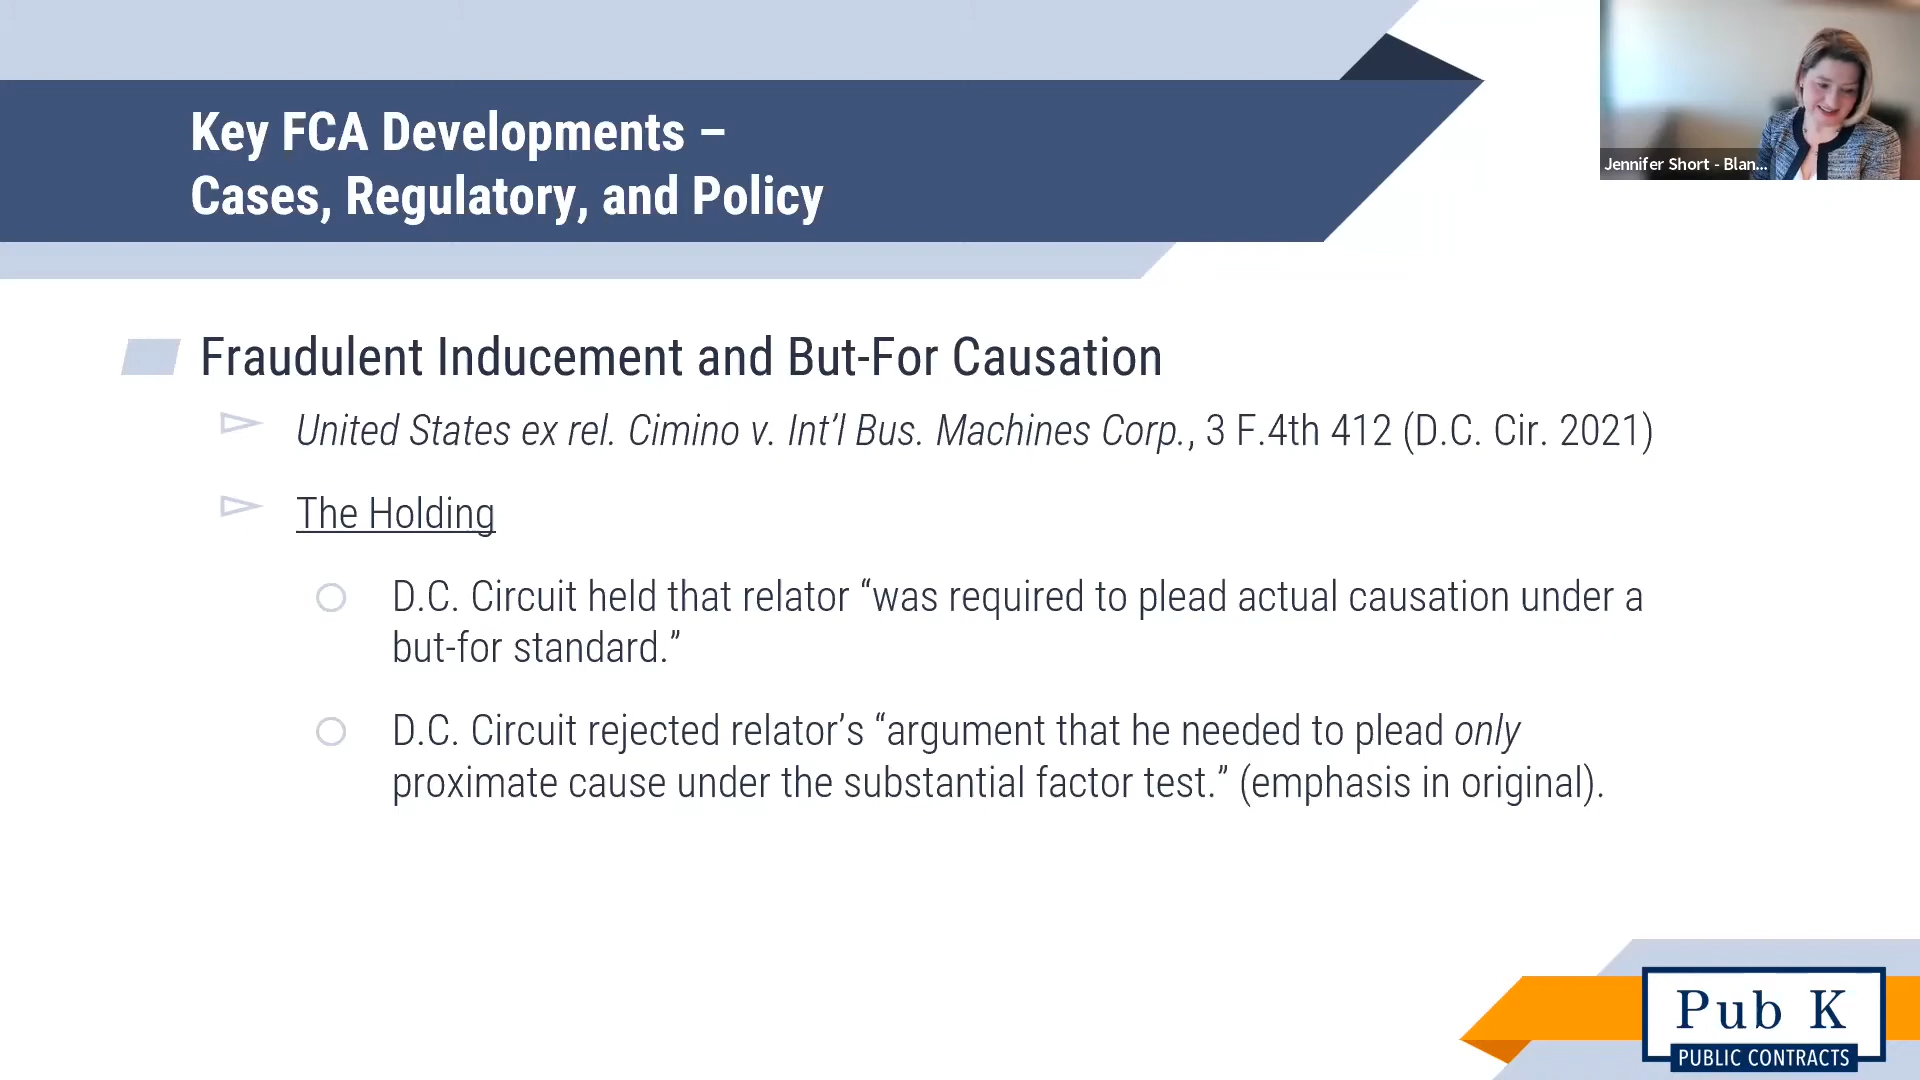 Key FCA Developments –
Cases, Regulatory, and Policy
Jennifer Short - Blan...
Fraudulent Inducement and But-For Causation
United States ex rel. Cimino v. Int’l Bus. Machines Corp., 3 F.4th 412 (D.C. Cir. 2021)
The Holding
D.C. Circuit held that relator “was required to plead actual causation under a
but-for standard.”
D.C. Circuit rejected relator’s “argument that he needed to plead only
proximate cause under the substantial factor test.” (emphasis in original).
Pub K
PUBLIC CONTRACTS